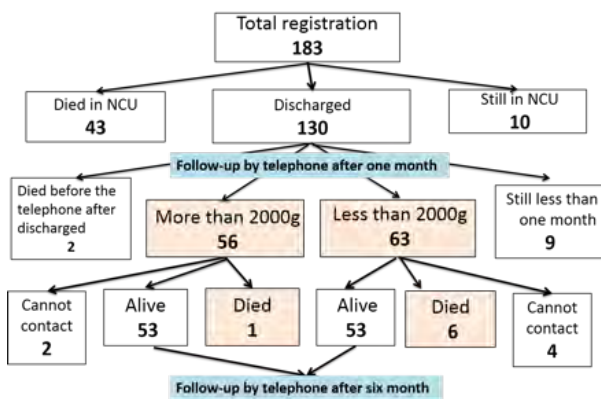 Total registration
183
Died in NCU
43
Discharged
130
Still in NCU
10
Follow-up by telephone after one month
Died before the
telephone after
discharged
2
More than 2000g
56
Less than 2000g
63
Still less than
one month
9
Cannot
contact
2
Alive
53
Died
1
Alive
53
Died
6
Cannot
contact
4
Follow-up by telephone after six month